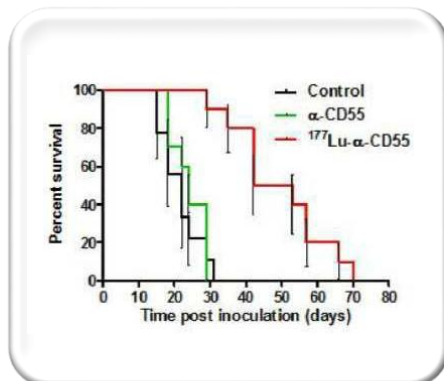 Control
α-CD55
¹⁷⁷Lu-α-CD55
Percent survival
100
80
60
40
20
0
0 10 20 30 40 50 60 70 80
Time post inoculation (days)